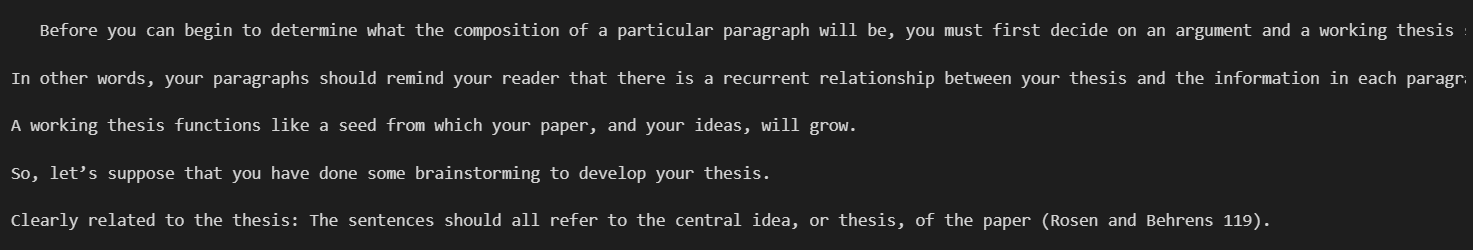 Before you can begin to determine what the composition of a particular paragraph will be, you must first decide on an argument and a working thesis
In other words, your paragraphs should remind your reader that there is a recurrent relationship between your thesis and the information in each
A working thesis functions like a seed from which your paper, and your ideas, will grow.
So, let’s suppose that you have done some brainstorming to develop your thesis.
Clearly related to the thesis: The sentences should all refer to the central idea, or thesis, of the paper (Rosen and Behrens 119).